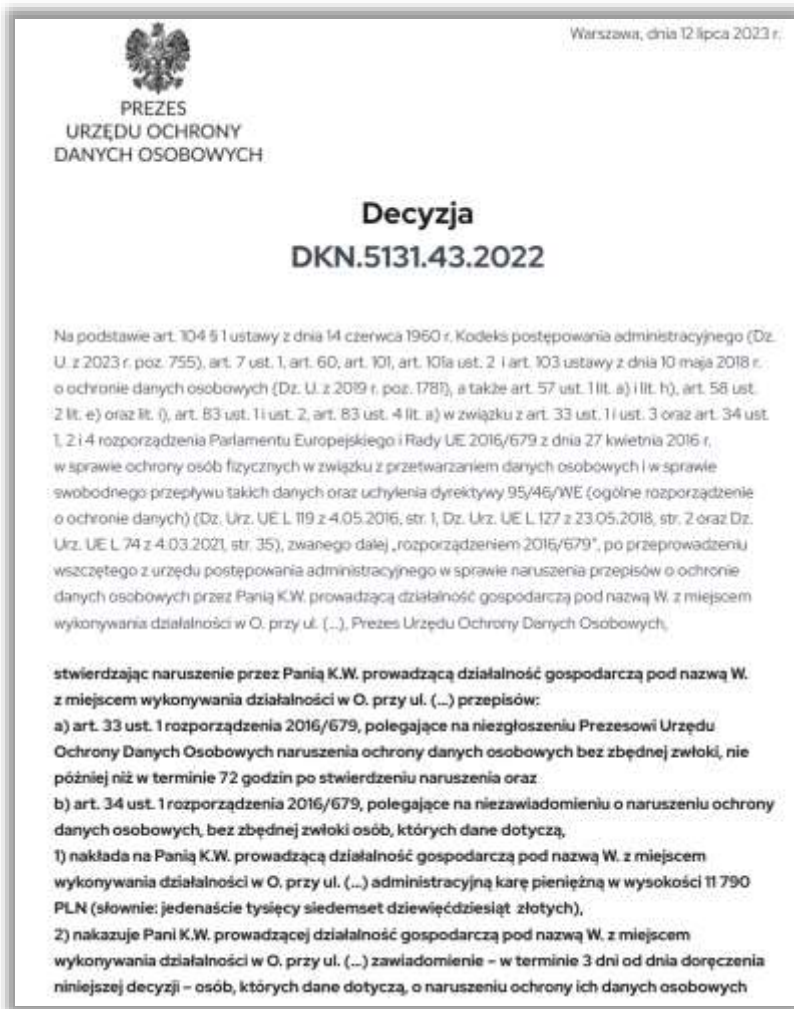 Warszawa, dnia 12 lipca 2023 r.
PREZES
URZĘDU OCHRONY
DANYCH OSOBOWYCH
Decyzja
DKN.5131.43.2022
Na podstawie art. 104 § 1 ustawy z dnia 14 czerwca 1960 r. Kodeks postępowania administracyjnego (Dz.
U. z 2023 r. poz. 755), art. 7 ust. 1, art. 60, art. 101, art. 101a ust. 2 i art. 103 ustawy z dnia 10 maja 2018 r.
o ochronie danych osobowych (Dz. U. z 2019 r. poz. 1781), a także art. 57 ust. 1 lit. a) i lit. h), art. 58 ust.
2 lit. e) oraz lit. i), art. 83 ust. 1 i ust. 2, art. 83 ust. 4 lit. a) w związku z art. 33 ust. 1 i ust. 3 oraz art. 34 ust.
1, 2 i 4 rozporządzenia Parlamentu Europejskiego i Rady UE 2016/679 z dnia 27 kwietnia 2016 r.
w sprawie ochrony osób fizycznych w związku z przetwarzaniem danych osobowych i w sprawie
swobodnego przepływu takich danych oraz uchylenia dyrektywy 95/46/WE (ogólne rozporządzenie
o ochronie danych) (Dz. Urz. UE L 119 z 4.05.2016, str. 1, Dz. Urz. UE L 127 z 23.05.2018, str. 2 oraz Dz.
Urz. UE L 74 z 4.03.2021, str. 35), zwanego dalej „rozporządzeniem 2016/679”, po przeprowadzeniu
wszczętego z urzędu postępowania administracyjnego w sprawie naruszenia przepisów o ochronie
danych osobowych przez Panią K.W. prowadzącą działalność gospodarczą pod nazwą W. z miejscem
wykonywania działalności w O. przy ul. (...), Prezes Urzędu Ochrony Danych Osobowych,
stwierdzając naruszenie przez Panią K.W. prowadzącą działalność gospodarczą pod nazwą W.
z miejscem wykonywania działalności w O. przy ul. (...) przepisów:
a) art. 33 ust. 1 rozporządzenia 2016/679, polegające na niezgłoszeniu Prezesowi Urzędu
Ochrony Danych Osobowych naruszenia ochrony danych osobowych bez zbędnej zwłoki, nie
później niż w terminie 72 godzin po stwierdzeniu naruszenia oraz
b) art. 34 ust. 1 rozporządzenia 2016/679, polegające na niezawiadomieniu o naruszeniu ochrony
danych osobowych, bez zbędnej zwłoki osób, których dane dotyczą,
1) nakłada na Panią K.W. prowadzącą działalność gospodarczą pod nazwą W. z miejscem
wykonywania działalności w O. przy ul. (...) administracyjną karę pieniężną w wysokości 11 790
PLN (słownie: jedenaście tysięcy siedemset dziewięćdziesiąt złotych),
2) nakazuje Pani K.W. prowadzącej działalność gospodarczą pod nazwą W. z miejscem
wykonywania działalności w O. przy ul. (...) zawiadomienie – w terminie 3 dni od dnia doręczenia
niniejszej decyzji – osób, których dane dotyczą, o naruszeniu ochrony ich danych osobowych